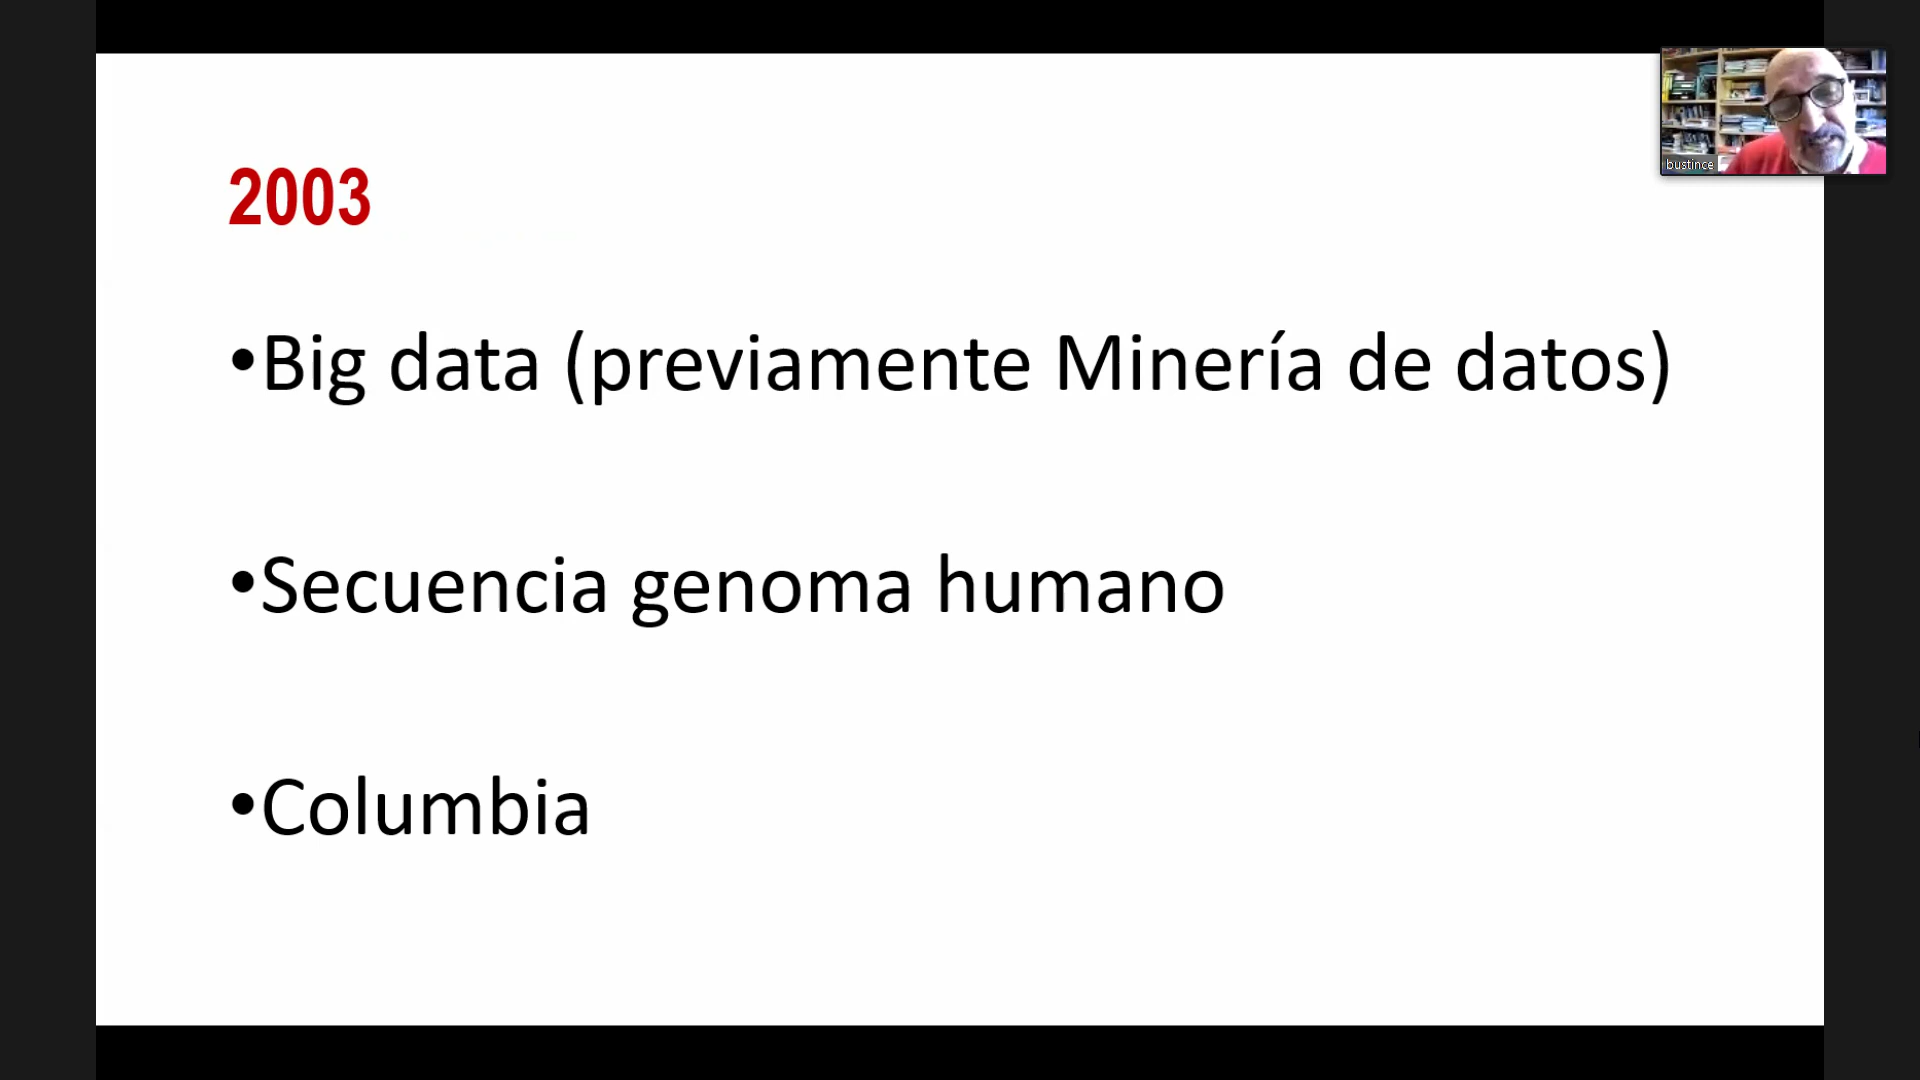 2003
•Big data (previamente Minería de datos)
•Secuencia genoma humano
•Columbia
bustince